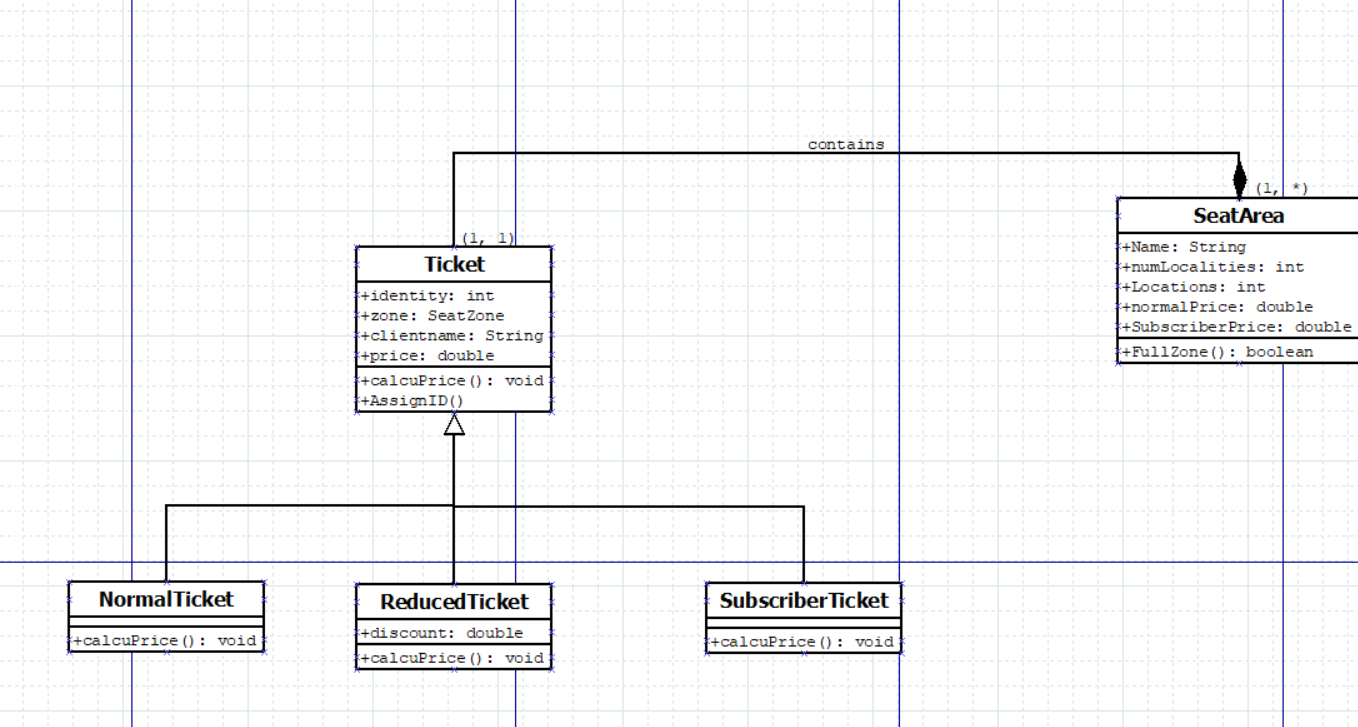 contains
(1, *)
SeatArea
+Name: String
+numLocalities: int
+Locations: int
+normalPrice: double
+SubscriberPrice: double
+FullZone(): boolean
(1, 1)
Ticket
+identity: int
+zone: SeatZone
+clientname: String
+price: double
+calcuPrice(): void
+AssignID()
NormalTicket
+calcuPrice(): void
ReducedTicket
+discount: double
+calcuPrice(): void
SubscriberTicket
+calcuPrice(): void